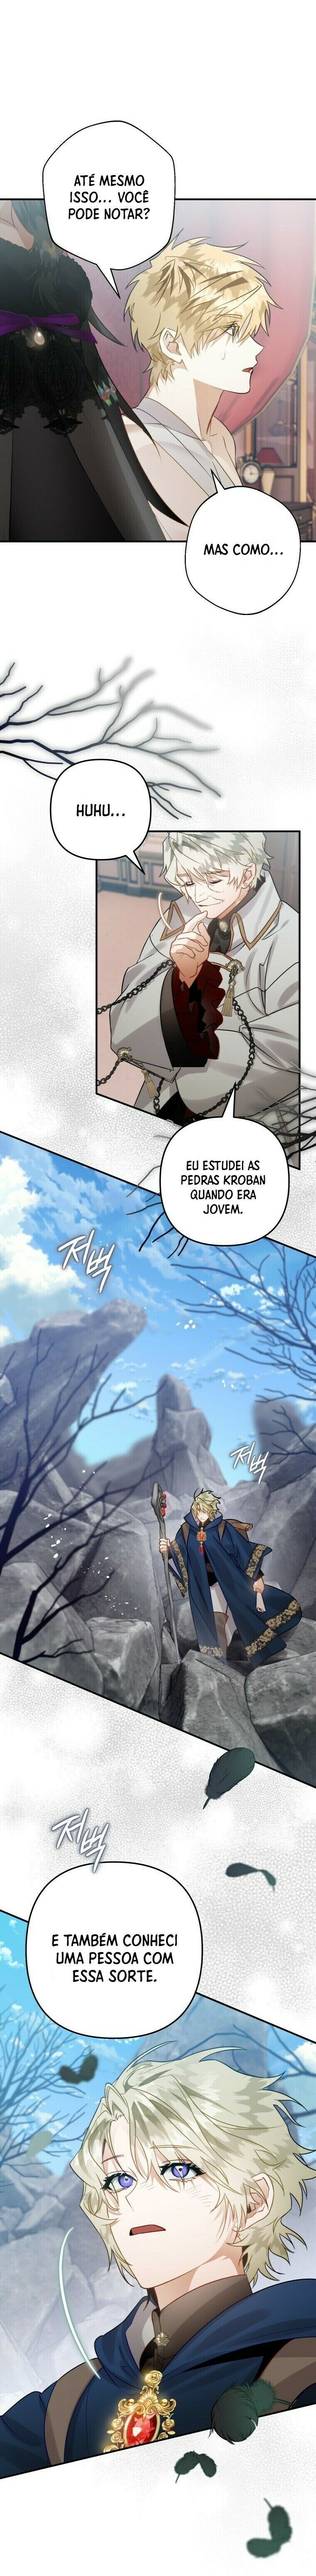 ATÉ MESMO
ISSO... VOCÊ
PODE NOTAR?
MAS COMO...
HUHU...
EU ESTUDEI AS
PEDRAS KROBAN
QUANDO ERA
JOVEM.
저벅
저벅
저벅
E TAMBÉM CONHECI
UMA PESSOA COM
ESSA SORTE.